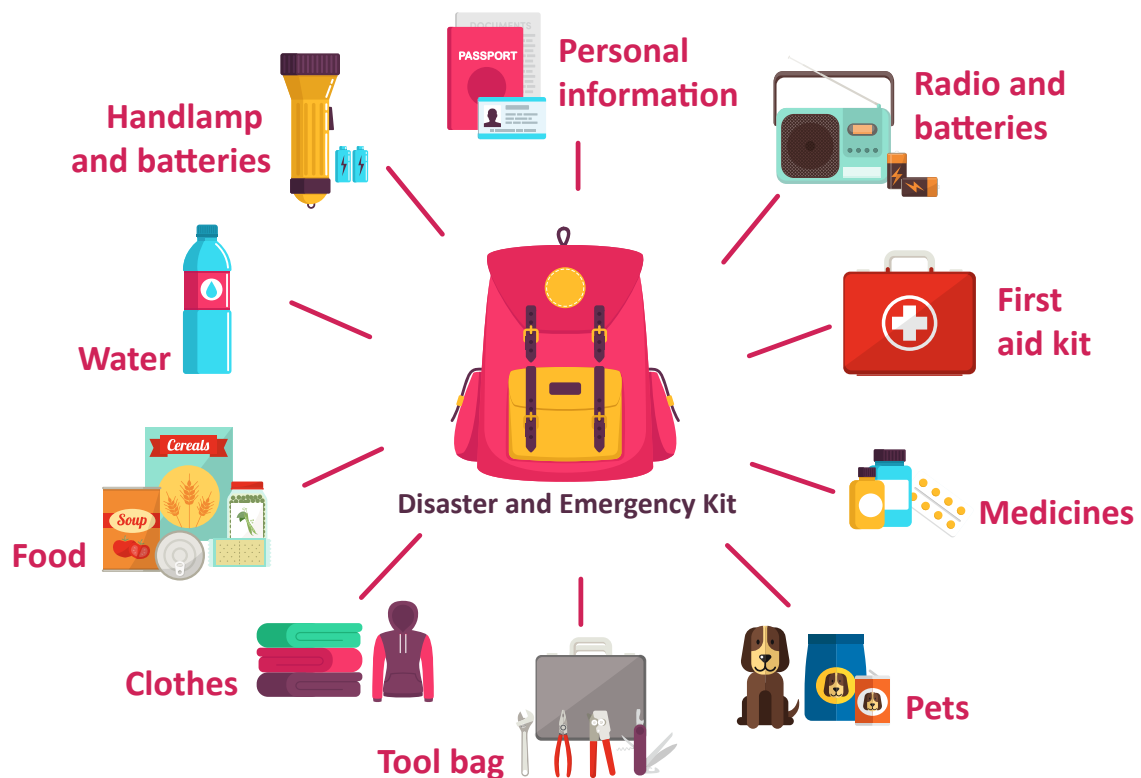 DOCUMENTS
PASSPORT
Personal
information
Radio and
batteries
Handlamp
and batteries
First
aid kit
Water
Cereals
Soup
Food
Disaster and Emergency Kit
Medicines
Clothes
Tool bag
Pets